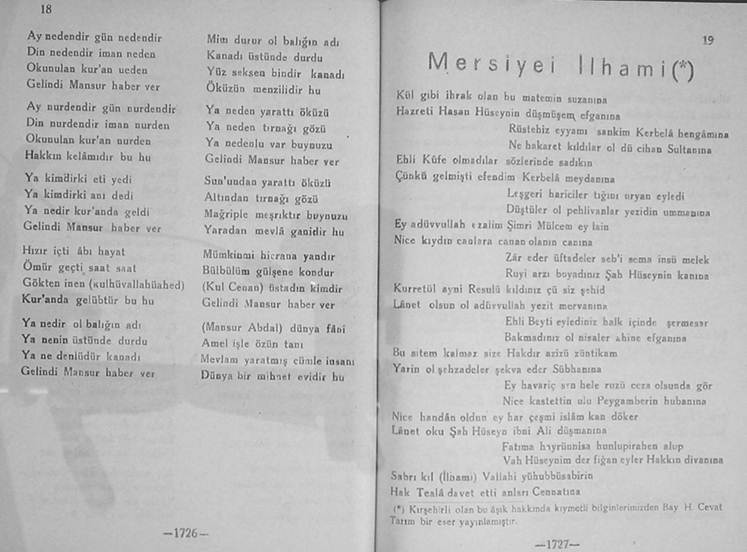 18
Ay nedendir gün nedendir
Din nedendir iman neden
Okunulan kur'an neden
Gelindi Mansur haber ver
Ay nurdendir gün nurdendir
Din nurdendir iman nurden
Okunulan kur'an nurden
Hakkın kelâmıdır bu hu
Ya kimdirki eti yedi
Ya kimdirki anı dedi
Ya nedir kur'anda geldi
Gelindi Mansur haber ver
Hızır içti âbı hayat
Ömür geçti saat saat
Gökten inen (kulhüvallahüahed)
Kur'anda gelübtür bu hu
Ya nedir ol balığın adı
Ya nenin üstünde durdu
Ya ne denlüdür kanadı
Gelindi Mansur haber ver
Mim durur ol balığın adı
Kanadı üstünde durdu
Yüz seksen bindir kanadı
Öküzün menzilidir hu
Ya neden yarattı öküzü
Ya neden tırnağı gözü
Ya nedenlu var buynuzu
Gelindi Mansur haber ver
Sun'undan yarattı öküzü
Altından tırnağı gözü
Mağriple meşrıktır buynuzu
Yaradan mevlâ ganidir hu
Mümkinmi hicrana yandır
Bülbülüm gülşene kondur
(Kul Cenan) üstadın kimdir
Gelindi Mansur haber ver
(Mansur Abdal) dünya fâni
Amel işle özün tanı
Mevlam yaratmış cümle insanı
Dünya bir mihnet evidir hu
—1726—
19
Mersiyei İlhami(*)
Kül gibi ihrak olan bu matemin suzanına
Hazreti Hasan Hüseynin düşmüşem efganına
Rüstehiz eyyamı sankim Kerbelâ hengâmına
Ne hakaret kıldılar ol dü cihan Sultanına
Ehli Kûfe olmadılar sözlerinde sadıkın
Çünkü gelmişti efendim Kerbelâ meydanına
Leşgeri hariciler tığını uryan eyledi
Düştüler ol pehlivanlar yezidin ummanına
Ey adüvvullah ezalim Şimri Mülcem ey lain
Nice kıydın canlara canan olanın canına
Zâr eder üftadeler seb'i sema insü melek
Ruyi arzı boyadınız Şah Hüseynin kanına
Kurretül ayni Resulü kıldınız çü siz şehid
Lânet olsun ol adüvvullah yezit mervanına
Ehli Beyti eylediniz halk içinde şermesar
Bakmadınız ol nisaler ahine efganına
Bu sitem kalmaz size Hakdır azizü züntikam
Yarin ol şehzadeler şekva eder Sübhanına
Ey havariç sen hele ruzü ceza olsunda gör
Nice kastettin ulu Peygamberin hubanına
Nice handân oldun ey har çeşmi islâm kan döker
Lânet oku Şah Hüseyn ibni Ali düşmanına
Fatıma hayrünnisa hunlupirahen alup
Vah Hüseynim der figan eyler Hakkın divanına
Sabrı kıl (İlhami) Vallahi yühubbüsabirin
Hak Tealâ davet etti anları Cennatına
(*) Kırşehirli olan bu âşık hakkında kıymetli bilginlerimizden Bay H. Cevat
Tarım bir eser yayınlamıştır.
—1727—